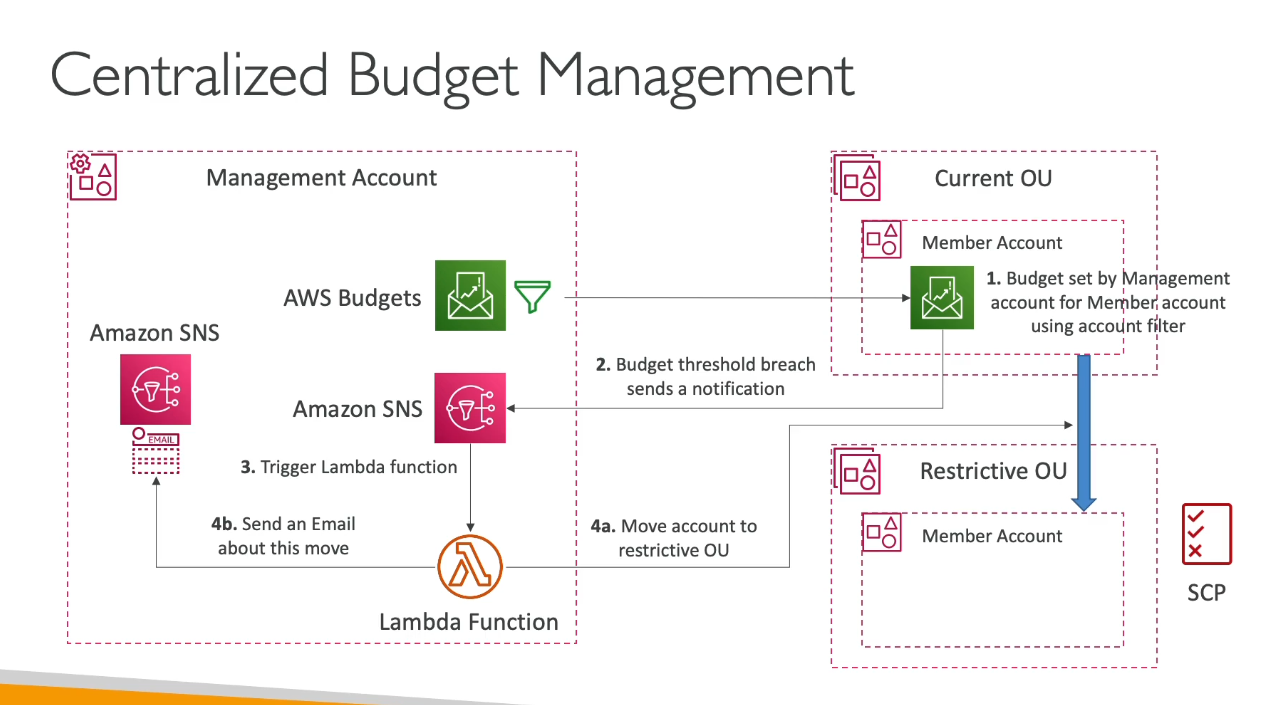 Centralized Budget Management
Management Account
Current OU
Member Account
AWS Budgets
1. Budget set by Management
account for Member account
using account filter
Amazon SNS
2. Budget threshold breach
sends a notification
Amazon SNS
EMAIL
3. Trigger Lambda function
Restrictive OU
4b. Send an Email
about this move
4a. Move account to
restrictive OU
Member Account
SCP
Lambda Function